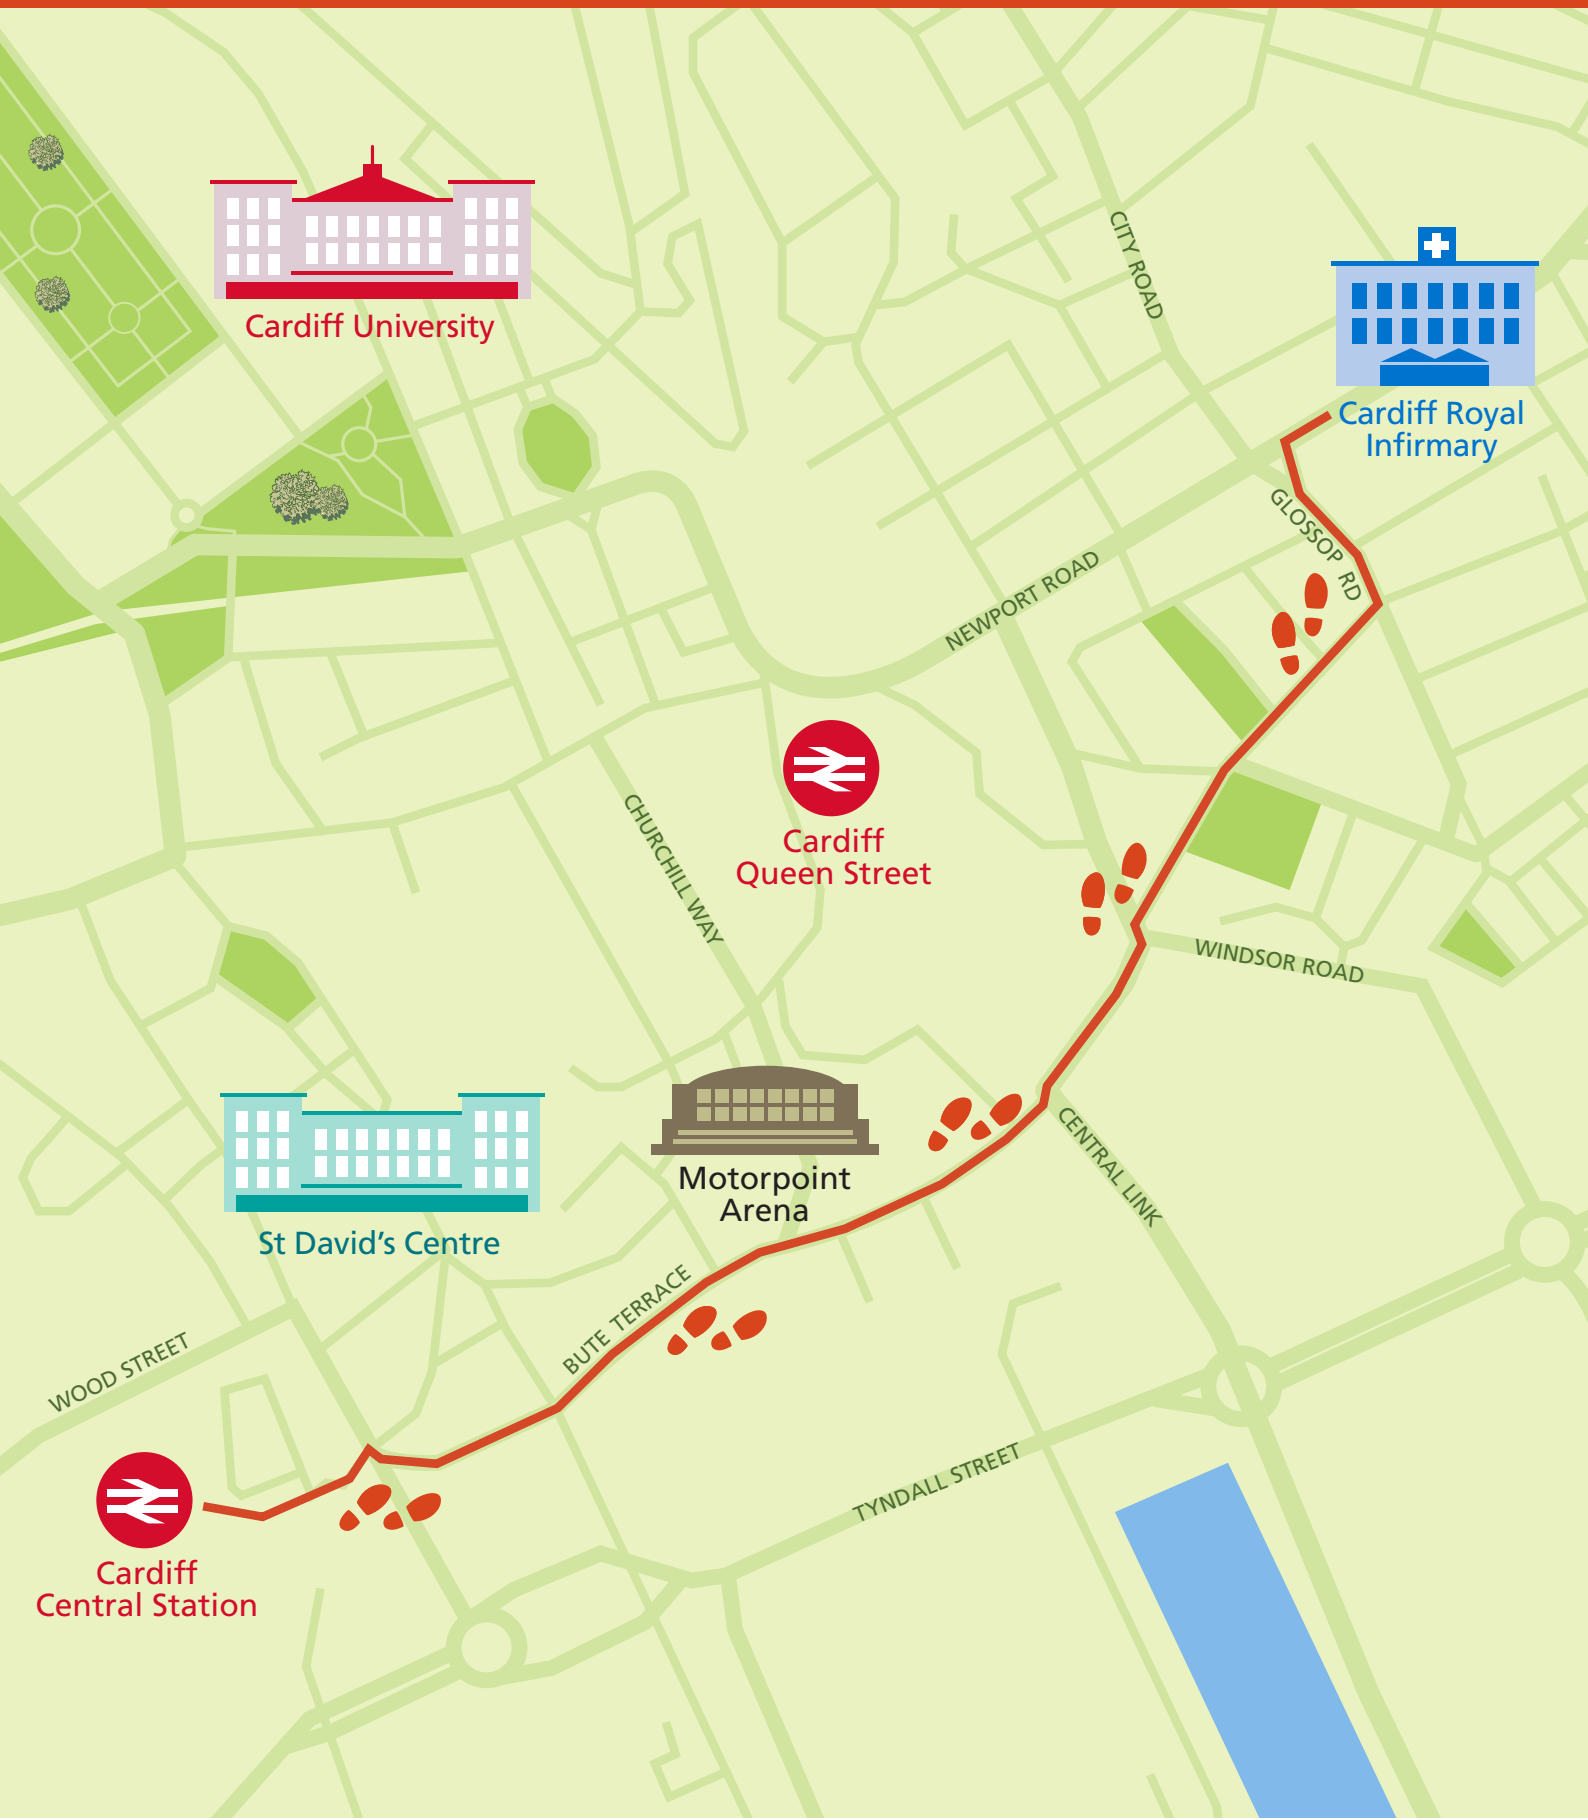 Cardiff University
CITY ROAD
Cardiff Royal
Infirmary
GLOSSOP RD
NEWPORT ROAD
CHURCHILL WAY
Cardiff
Queen Street
WINDSOR ROAD
Motorpoint
Arena
CENTRAL LINK
St David’s Centre
BUTE TERRACE
WOOD STREET
TYNDALL STREET
Cardiff
Central Station